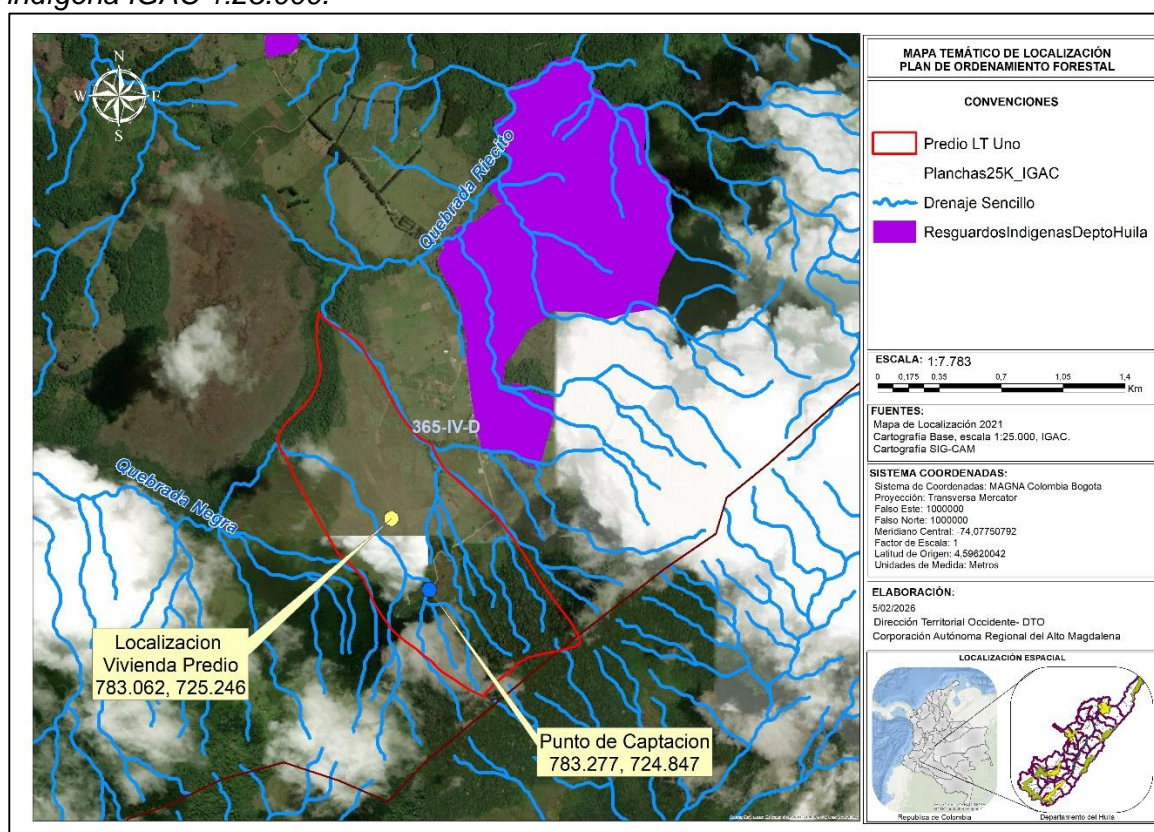 indígena IGAC 1:25.000.
N
W E
S
Quebrada Riecito
365-IV-D
Quebrada Negra
Localizacion
Vivienda Predio
783.062, 725.246
Punto de Captacion
783.277, 724.847
MAPA TEMÁTICO DE LOCALIZACIÓN
PLAN DE ORDENAMIENTO FORESTAL
CONVENCIONES
Predio LT Uno
Planchas25K_IGAC
Drenaje Sencillo
ResguardosIndigenasDeptoHuila
ESCALA: 1:7.783
0 0,175 0,35 0,7 1,05 1,4
Km
FUENTES:
Mapa de Localización 2021
Cartografía Base, escala 1:25.000, IGAC.
Cartografía SIG-CAM
SISTEMA COORDENADAS:
Sistema de Coordenadas: MAGNA Colombia Bogota
Proyección: Transversa Mercator
Falso Este: 1000000
Falso Norte: 1000000
Meridiano Central: -74,07750792
Factor de Escala: 1
Latitud de Origen: 4,59620042
Unidades de Medida: Metros
ELABORACIÓN:
5/02/2026
Dirección Territorial Occidente- DTO
Corporación Autónoma Regional del Alto Magdalena
LOCALIZACIÓN ESPACIAL
Republica de Colombia
Departamento del Huila